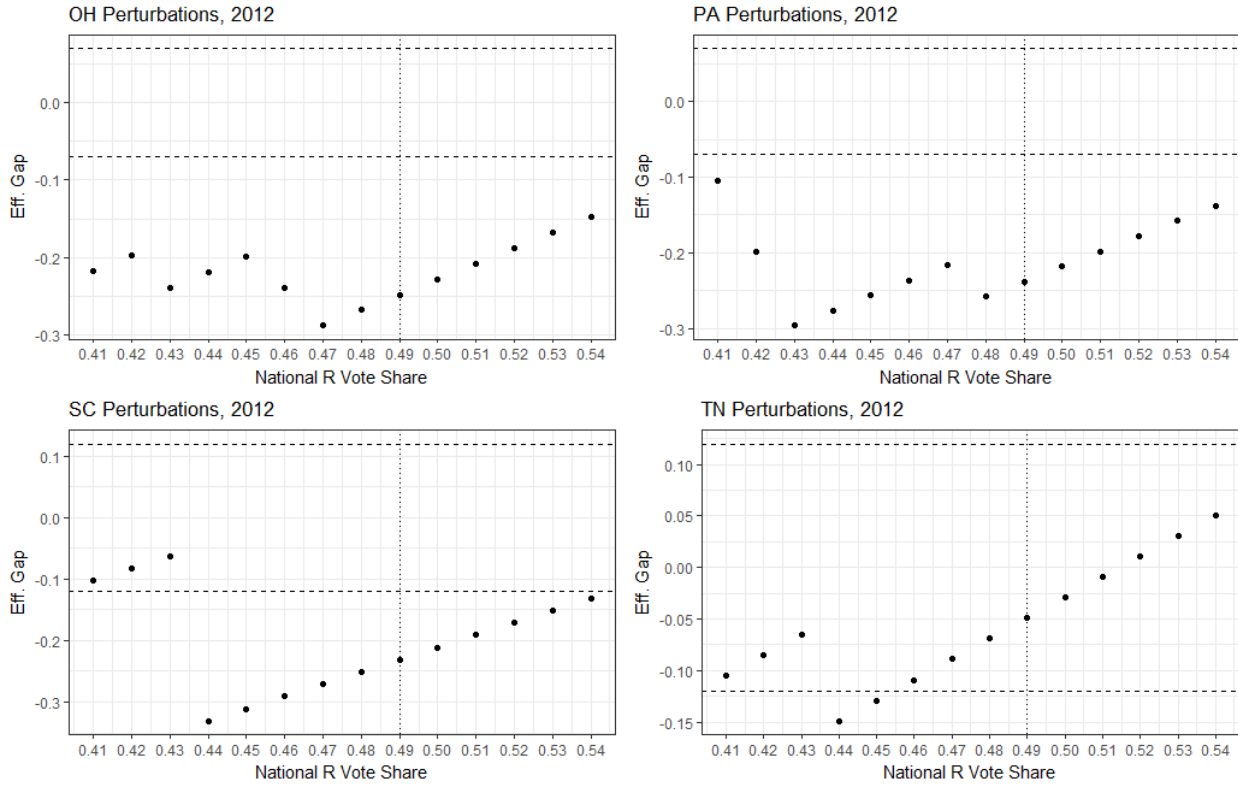 OH Perturbations, 2012
Eff. Gap
0.0
-0.1
-0.2
-0.3
0.41 0.42 0.43 0.44 0.45 0.46 0.47 0.48 0.49 0.50 0.51 0.52 0.53 0.54
National R Vote Share
PA Perturbations, 2012
Eff. Gap
0.0
-0.1
-0.2
-0.3
0.41 0.42 0.43 0.44 0.45 0.46 0.47 0.48 0.49 0.50 0.51 0.52 0.53 0.54
National R Vote Share
SC Perturbations, 2012
Eff. Gap
0.1
0.0
-0.1
-0.2
-0.3
0.41 0.42 0.43 0.44 0.45 0.46 0.47 0.48 0.49 0.50 0.51 0.52 0.53 0.54
National R Vote Share
TN Perturbations, 2012
Eff. Gap
0.10
0.05
0.00
-0.05
-0.10
-0.15
0.41 0.42 0.43 0.44 0.45 0.46 0.47 0.48 0.49 0.50 0.51 0.52 0.53 0.54
National R Vote Share